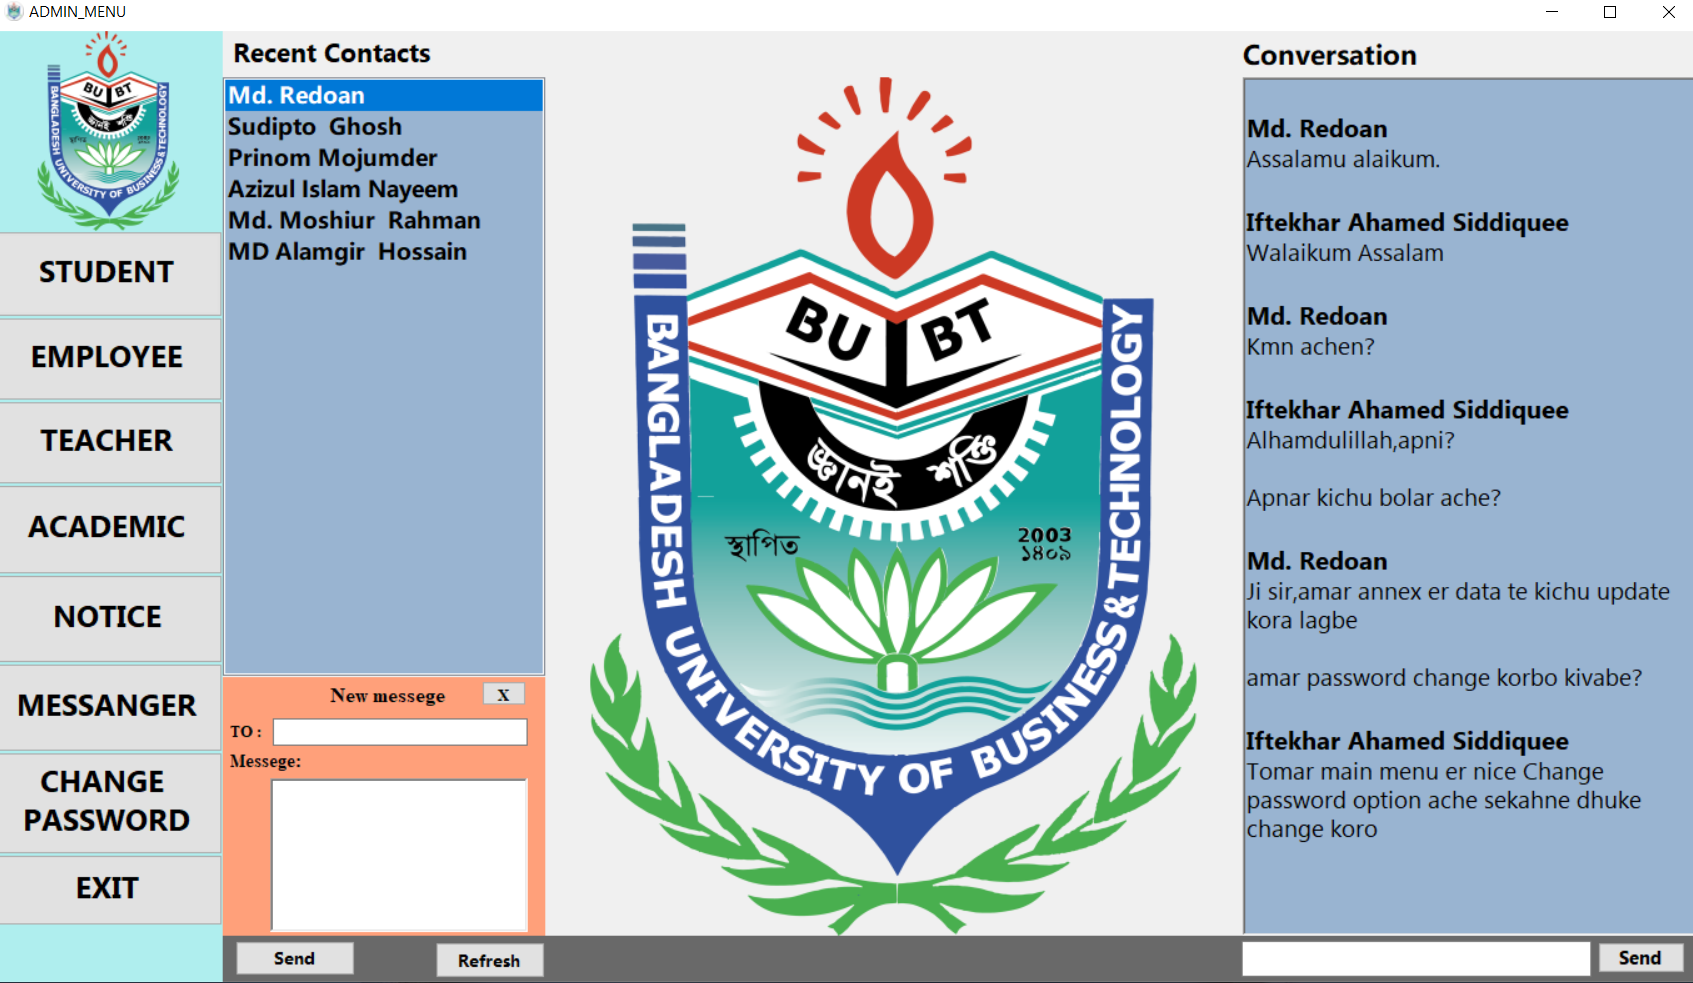 ADMIN_MENU
BU BT
জ্ঞানই শক্তি
স্থাপিত
BANGLADESH UNIVERSITY OF BUSINESS & TECHNOLOGY
STUDENT
EMPLOYEE
TEACHER
ACADEMIC
NOTICE
MESSANGER
CHANGE
PASSWORD
EXIT
Recent Contacts
Md. Redoan
Sudipto Ghosh
Prinom Mojumder
Azizul Islam Nayeem
Md. Moshiur Rahman
MD Alamgir Hossain
New messege
X
TO :
Messege:
Send
Refresh
BU BT
জ্ঞানই শক্তি
স্থাপিত
2003
১৪০৯
BANGLADESH UNIVERSITY OF BUSINESS & TECHNOLOGY
Conversation
Md. Redoan
Assalamu alaikum.
Iftekhar Ahamed Siddiquee
Walaikum Assalam
Md. Redoan
Kmn achen?
Iftekhar Ahamed Siddiquee
Alhamdulillah,apni?
Apnar kichu bolar ache?
Md. Redoan
Ji sir,amar annex er data te kichu update
kora lagbe
amar password change korbo kivabe?
Iftekhar Ahamed Siddiquee
Tomar main menu er nice Change
password option ache sekahne dhuke
change koro
Send